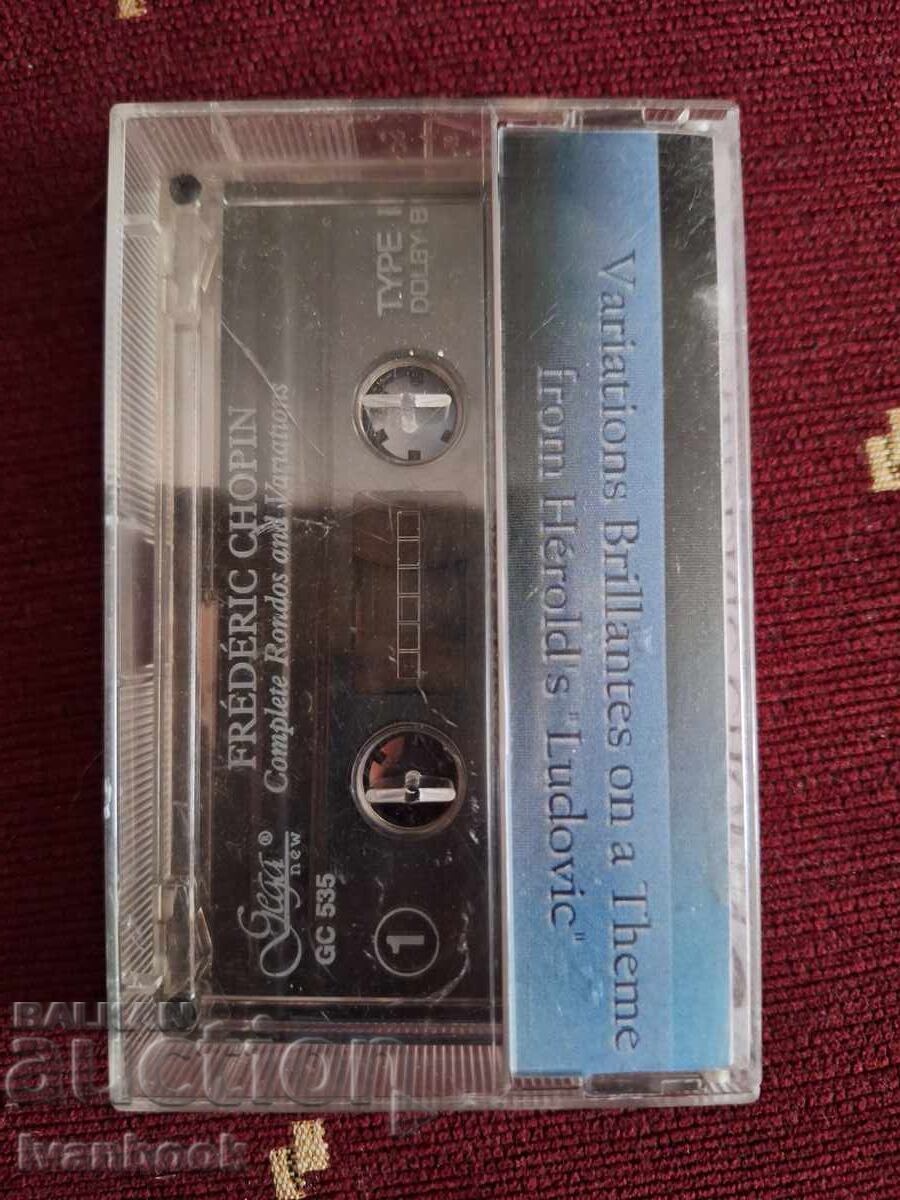 FRÉDÉRIC CHOPIN
Complete Rondos and Variations
Gega ®
new
GC 535
1
TYPE I
DOLBY B
Variations Brillantes on a Theme
from Hérold's "Ludovic"
BALKAN
auction
Ivanbook